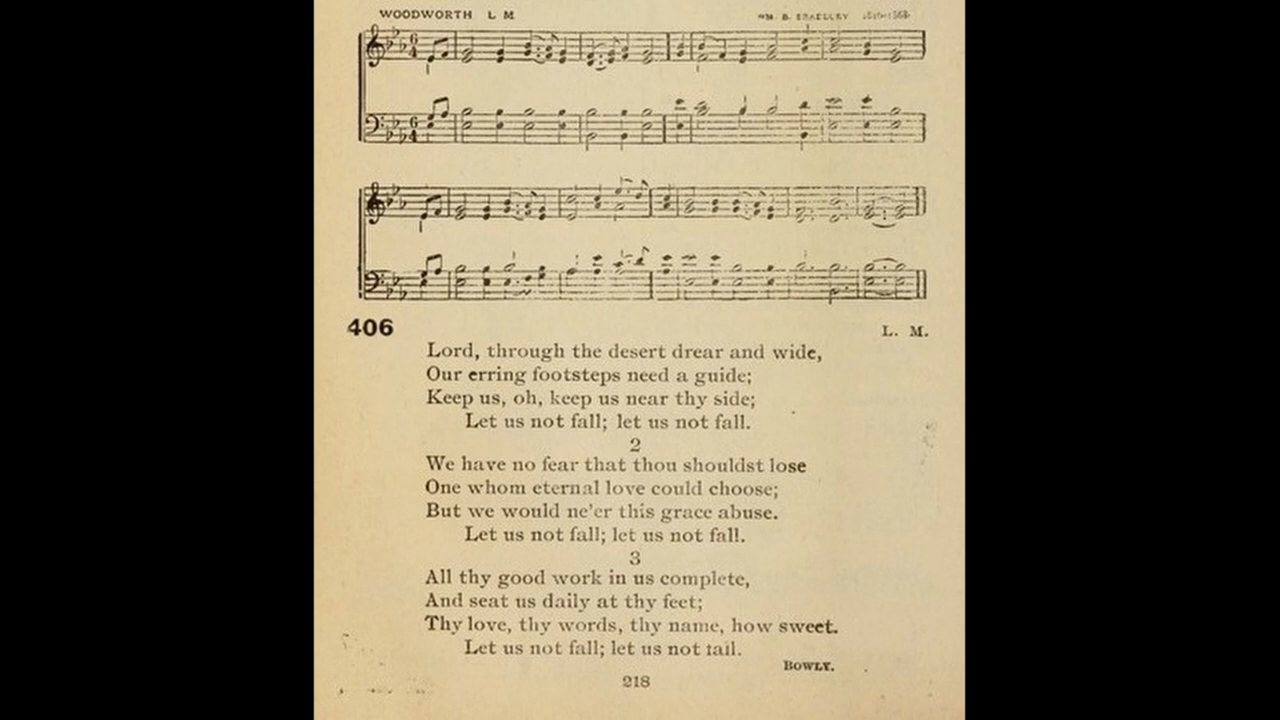 WOODWORTH L M
WM. B. BRADBURY
406
L. M.
Lord, through the desert drear and wide,
Our erring footsteps need a guide;
Keep us, oh, keep us near thy side;
Let us not fall; let us not fall.
2
We have no fear that thou shouldst lose
One whom eternal love could choose;
But we would ne'er this grace abuse.
Let us not fall; let us not fall.
3
All thy good work in us complete,
And seat us daily at thy feet;
Thy love, thy words, thy name, how sweet.
Let us not fall; let us not fail.
BOWLY.
218